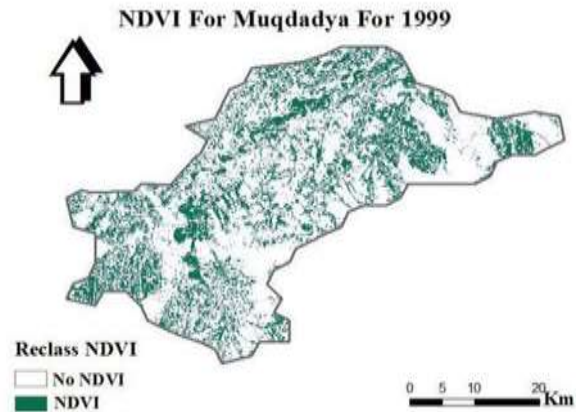 NDVI For Muqdadya For 1999
Reclass NDVI
No NDVI
NDVI
0 5 10 20 Km